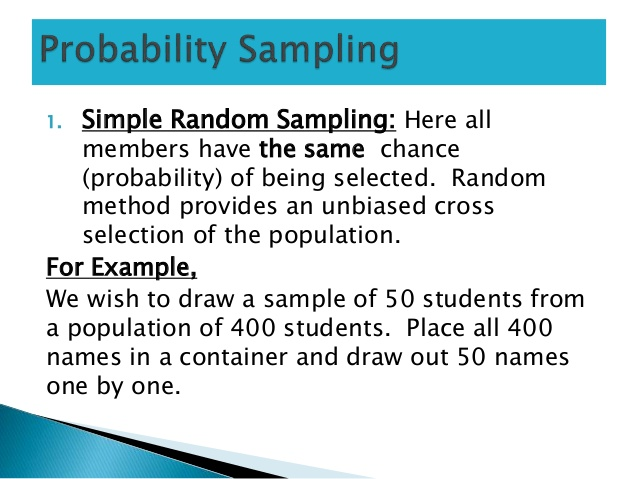 Probability Sampling
1. Simple Random Sampling: Here all
members have the same chance
(probability) of being selected. Random
method provides an unbiased cross
selection of the population.
For Example,
We wish to draw a sample of 50 students from
a population of 400 students. Place all 400
names in a container and draw out 50 names
one by one.